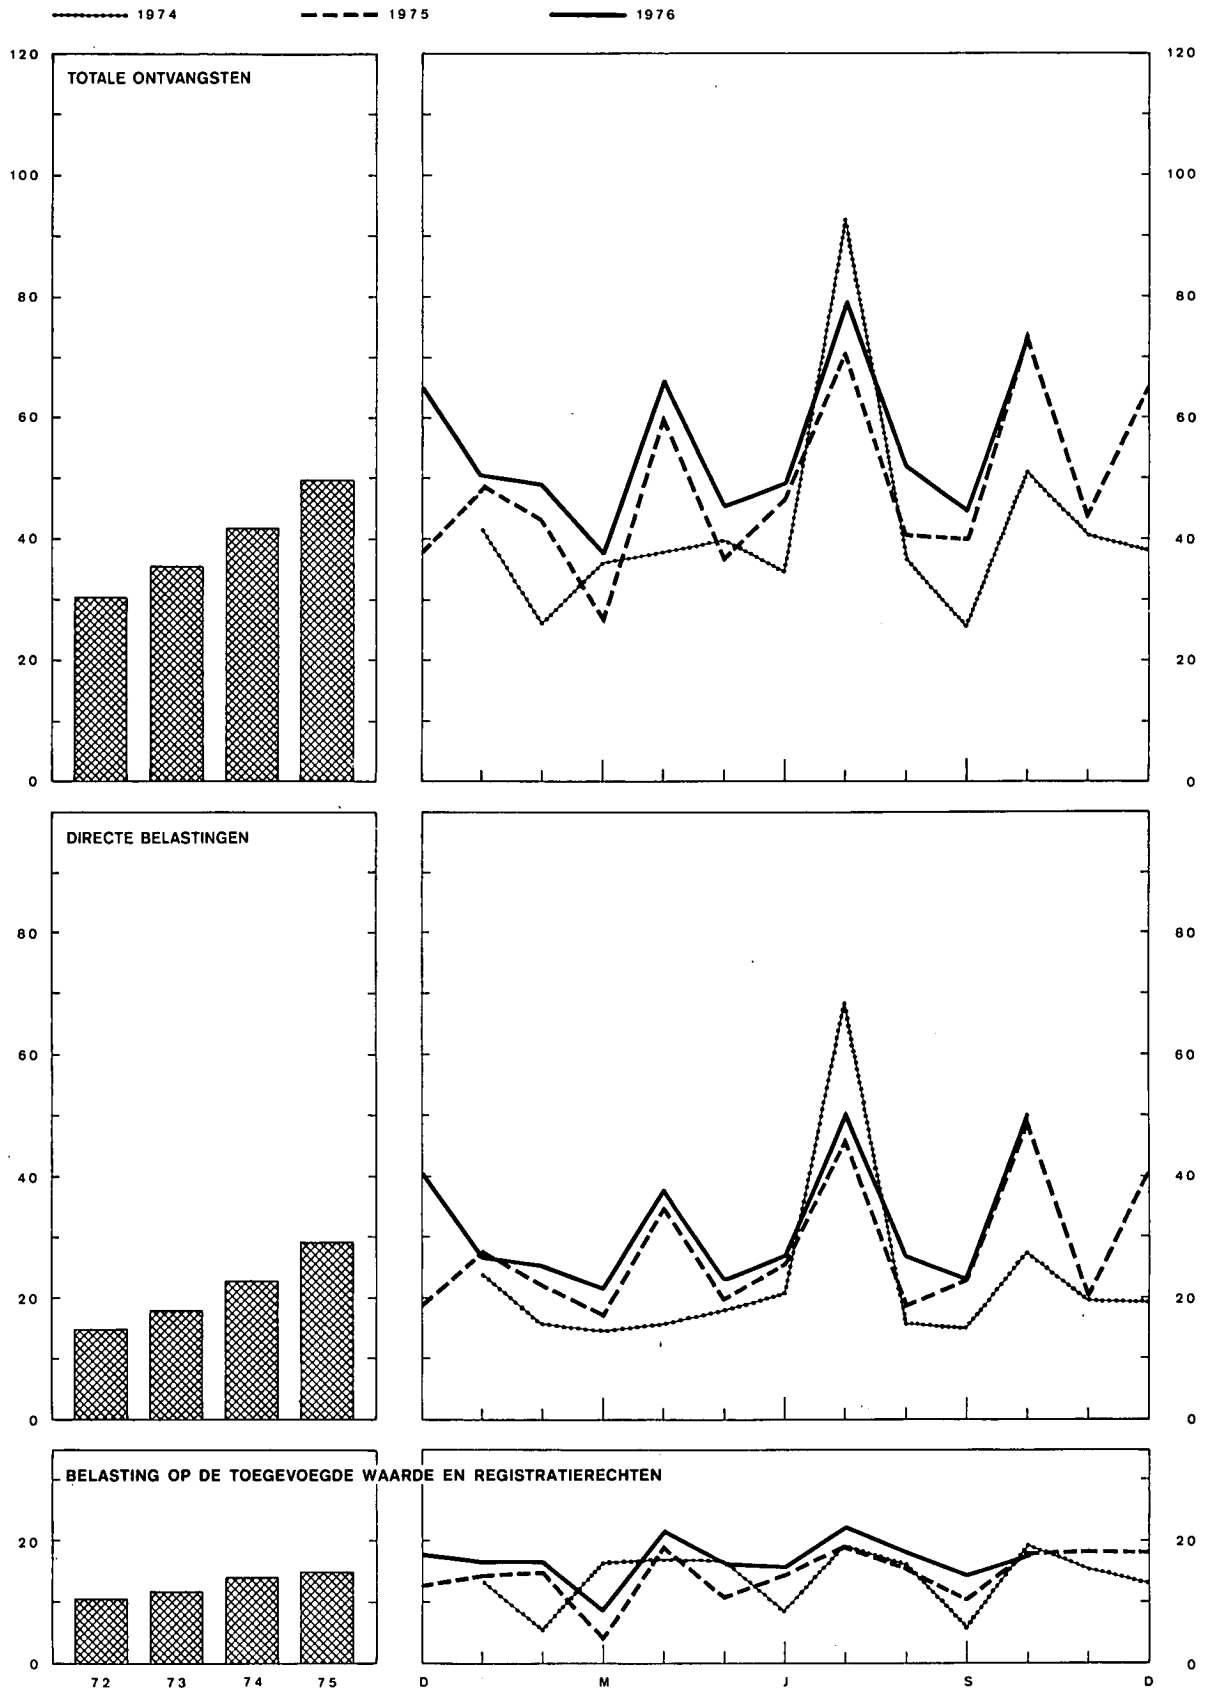 1974 1975 1976
120 120
TOTALE ONTVANGSTEN
100 100
80 80
60 60
40 40
20 20
0 0
DIRECTE BELASTINGEN
80 80
60 60
40 40
20 20
0 0
BELASTING OP DE TOEGEVOEGDE WAARDE EN REGISTRATIERECHTEN
20 20
0 0
72 73 74 75 D M J S D